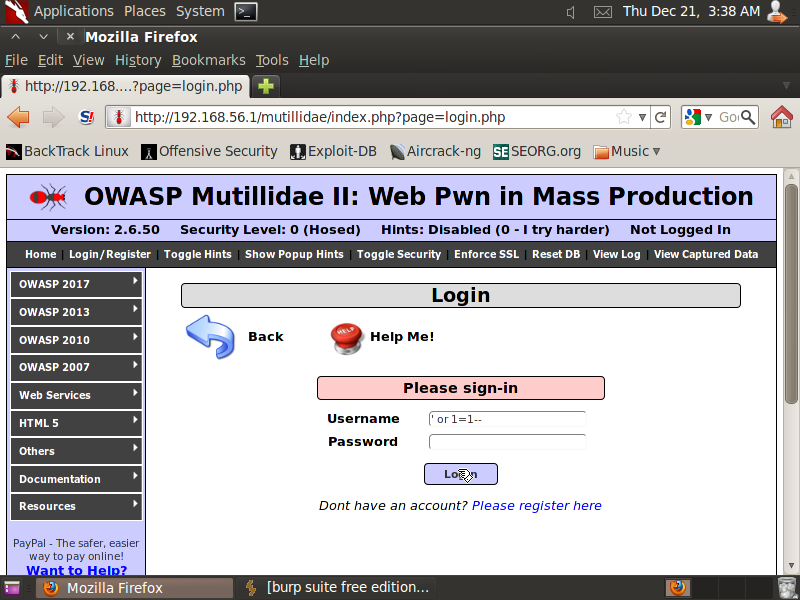 Applications Places System Thu Dec 21, 3:38 AM
Mozilla Firefox
File Edit View History Bookmarks Tools Help
http://192.168....?page=login.php
http://192.168.56.1/mutillidae/index.php?page=login.php
BackTrack Linux Offensive Security Exploit-DB Aircrack-ng SE SEORG.org Music
OWASP Mutillidae II: Web Pwn in Mass Production
Version: 2.6.50 Security Level: 0 (Hosed) Hints: Disabled (0 - I try harder) Not Logged In
Home | Login/Register | Toggle Hints | Show Popup Hints | Toggle Security | Enforce SSL | Reset DB | View Log | View Captured Data
OWASP 2017
OWASP 2013
OWASP 2010
OWASP 2007
Web Services
HTML 5
Others
Documentation
Resources
PayPal - The safer, easier
way to pay online!
Want to Help?
Login
Back HELP Help Me!
Please sign-in
Username ' or 1=1--
Password
Login
Dont have an account? Please register here
Mozilla Firefox [burp suite free edition...